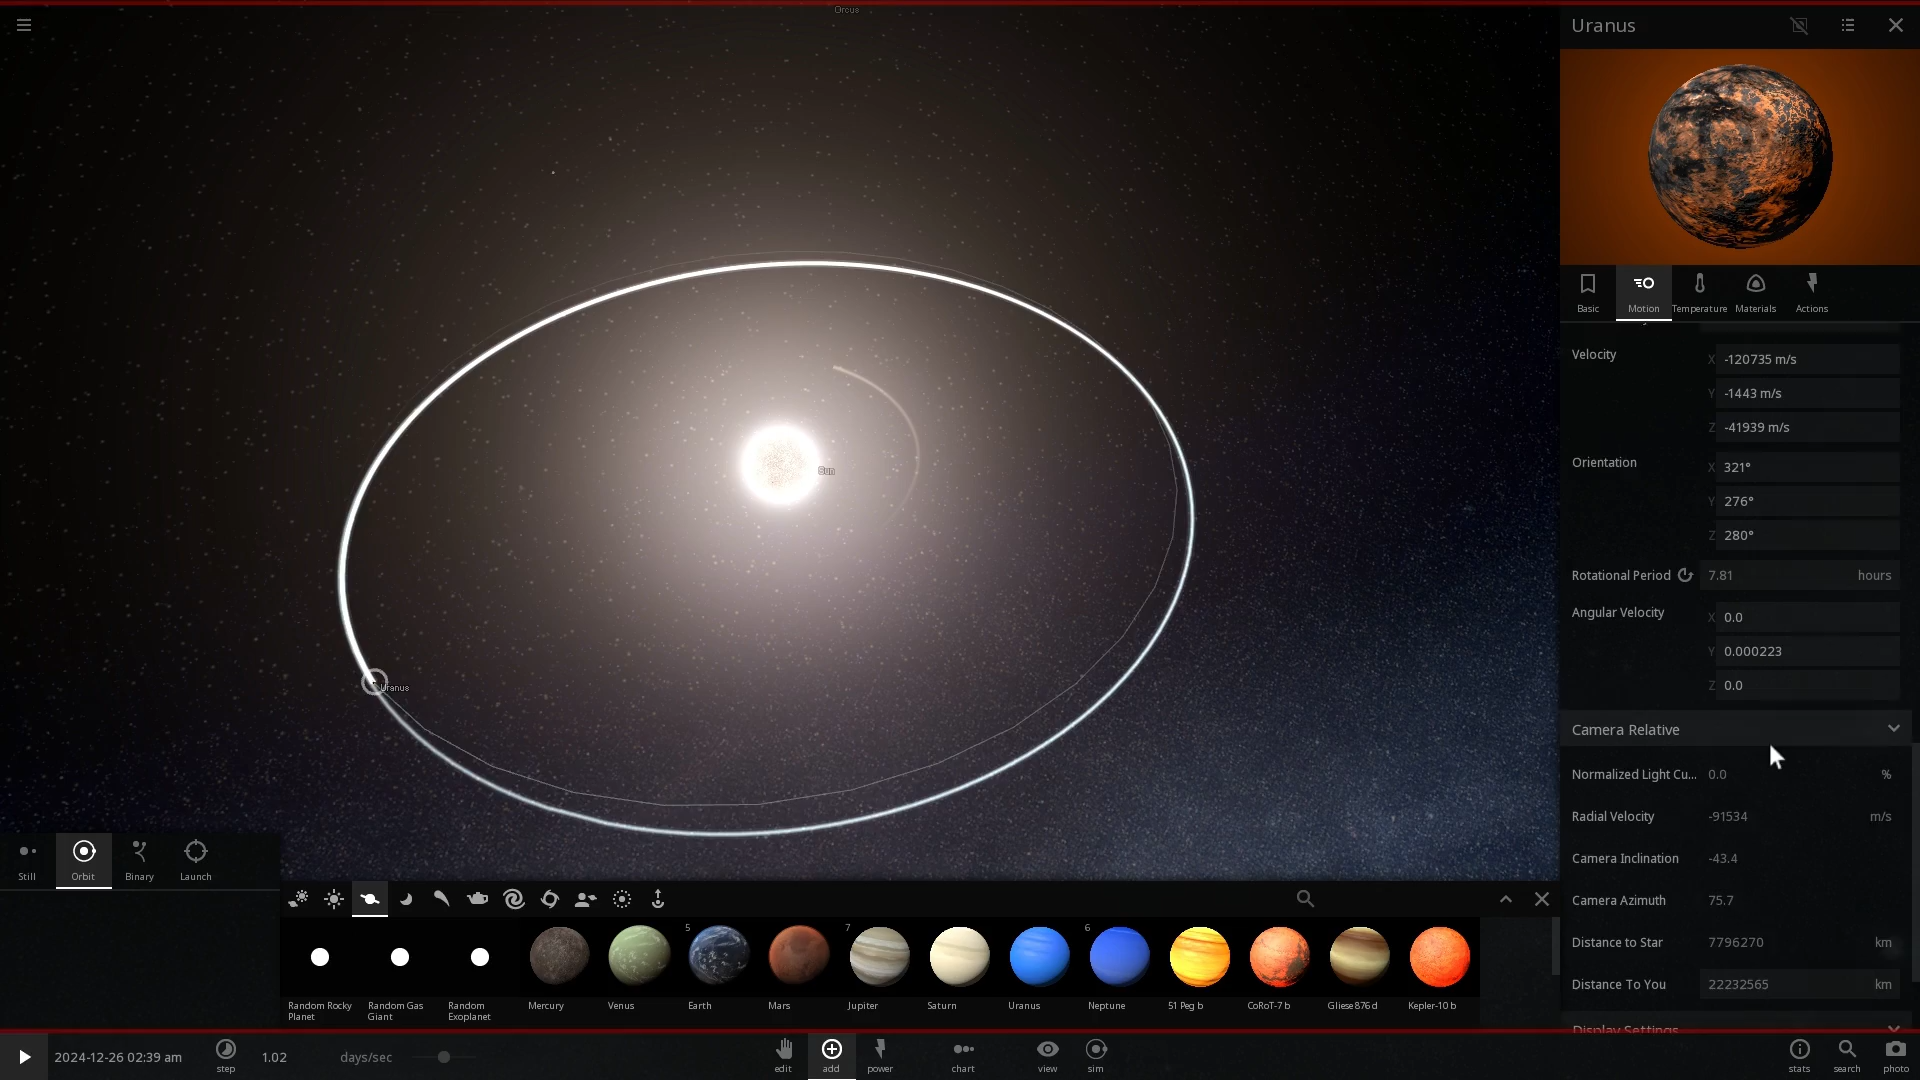 Orcus
Uranus
Basic
Motion
Temperature
Materials
Actions
Velocity
X -120735 m/s
Y -1443 m/s
Z -41939 m/s
Orientation
X 321°
Y 276°
Z 280°
Rotational Period 7.81 hours
Angular Velocity
X 0.0
Y 0.000223
Z 0.0
Camera Relative
Normalized Light Cu... 0.0 %
Radial Velocity -91534 m/s
Camera Inclination -43.4
Camera Azimuth 75.7
Distance to Star 7796270 km
Distance To You 22232565 km
Display Settings
Sun
Uranus
Still
Orbit
Binary
Launch
5
7
6
Random Rocky Planet
Random Gas Giant
Random Exoplanet
Mercury
Venus
Earth
Mars
Jupiter
Saturn
Uranus
Neptune
51 Peg b
CoRoT-7 b
Gliese 876 d
Kepler-10 b
2024-12-26 02:39 am
step
1.02 days/sec
edit
add
power
chart
view
sim
stats
search
photo